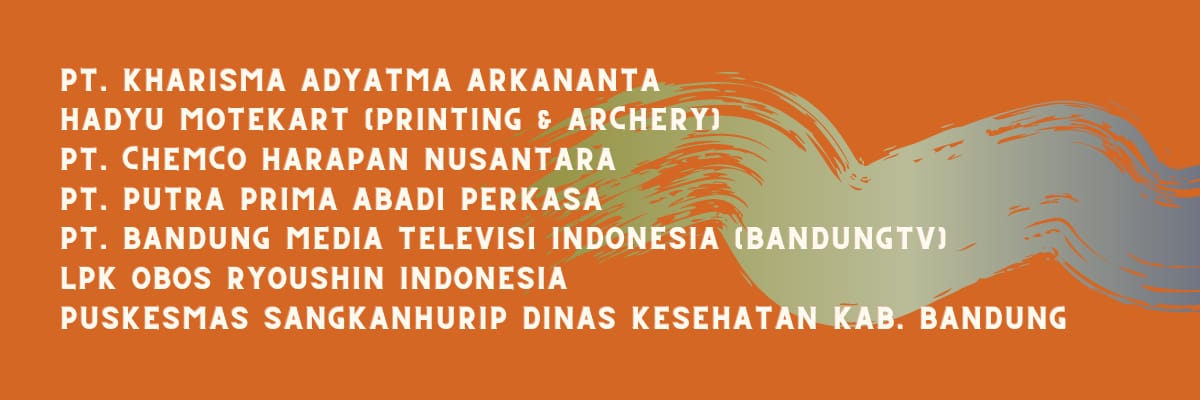 PT. KHARISMA ADYATMA ARKANANTA
HADYU MOTEKART (PRINTING & ARCHERY)
PT. CHEMCO HARAPAN NUSANTARA
PT. PUTRA PRIMA ABADI PERKASA
PT. BANDUNG MEDIA TELEVISI INDONESIA (BANDUNGTV)
LPK OBOS RYOUSHIN INDONESIA
PUSKESMAS SANGKANHURIP DINAS KESEHATAN KAB. BANDUNG